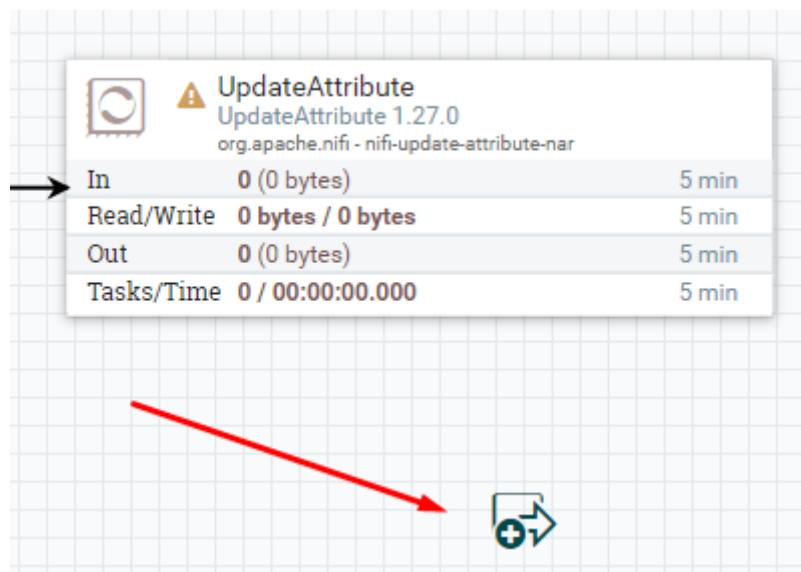 UpdateAttribute
UpdateAttribute 1.27.0
org.apache.nifi - nifi-update-attribute-nar
In 0 (0 bytes) 5 min
Read/Write 0 bytes / 0 bytes 5 min
Out 0 (0 bytes) 5 min
Tasks/Time 0 / 00:00:00.000 5 min